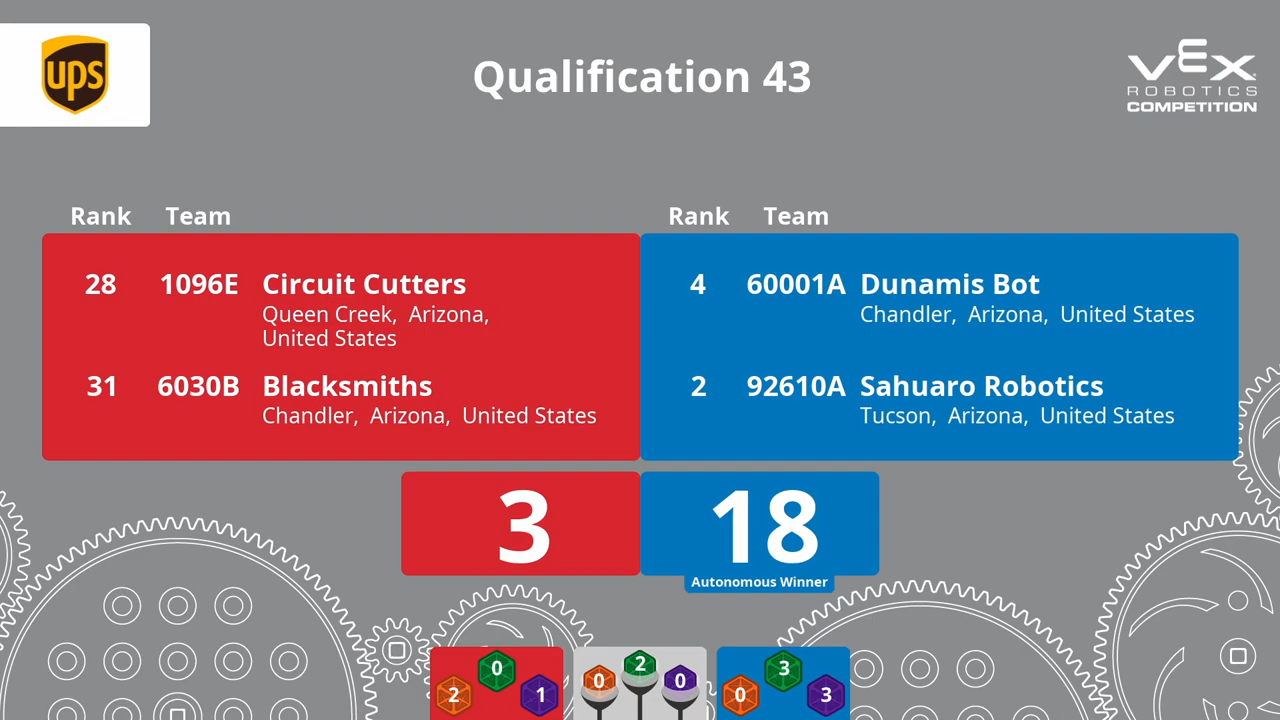 ups
Qualification 43
VEX
ROBOTICS
COMPETITION
Rank Team
Rank Team
28 1096E Circuit Cutters
Queen Creek, Arizona,
United States
31 6030B Blacksmiths
Chandler, Arizona, United States
4 60001A Dunamis Bot
Chandler, Arizona, United States
2 92610A Sahuaro Robotics
Tucson, Arizona, United States
3
18
Autonomous Winner
0
2 1
2
0 0
3
0 3